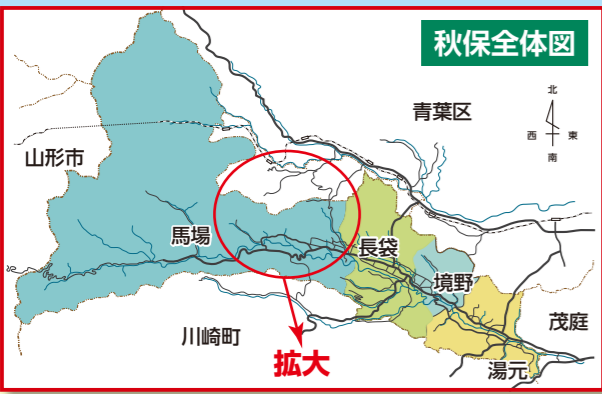 秋保全体図
北
西 東
南
青葉区
山形市
馬場
長袋
境野
茂庭
川崎町
湯元
拡大